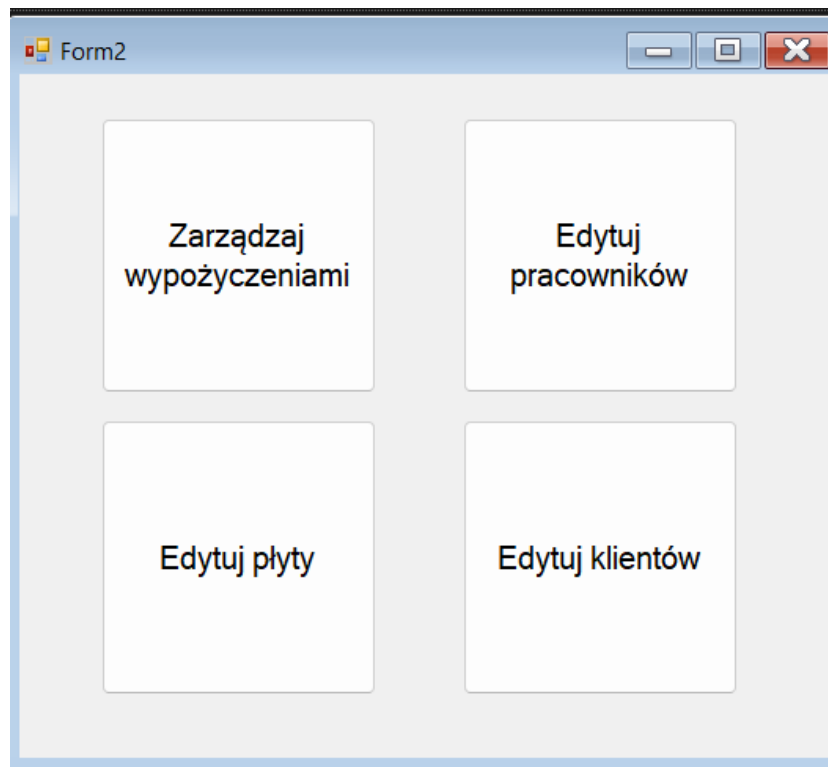 Form2
Zarządzaj
wypożyczeniami
Edytuj
pracowników
Edytuj płyty
Edytuj klientów